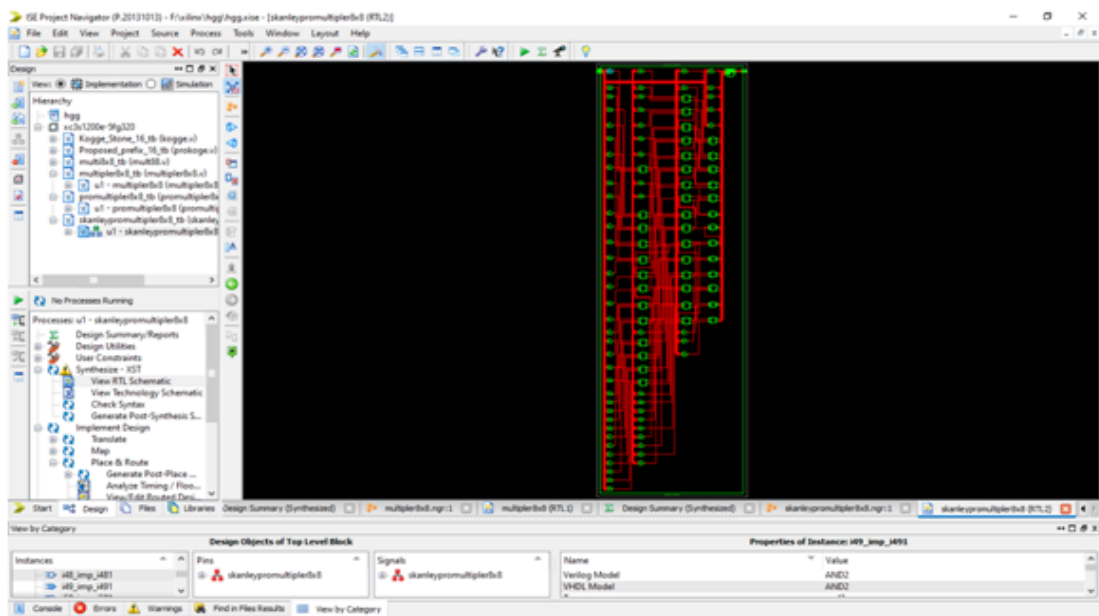 ISE Project Navigator (P.20131013) - F:\xilinx\hgg\hgg.xise - [skanleypromultipler8x8 (RTL2)]
File Edit View Project Source Process Tools Window Layout Help
Design
View: Implementation Simulation
Hierarchy
hgg
xc3s1200e-5fg320
Kogge_Stone_16_tb (kogge.v)
Proposed_prefix_16_tb (prokoge.v)
multi8x8_tb (mult88.v)
multipler8x8_tb (multipler8x8.v)
u1 - multipler8x8 (multipler8x8
promultipler8x8_tb (promultipler8x
u1 - promultipler8x8 (promultip
skanleypromultipler8x8_tb (skanley
u1 - skanleypromultipler8x8
No Processes Running
Processes: u1 - skanleypromultipler8x8
Design Summary/Reports
Design Utilities
User Constraints
Synthesize - XST
View RTL Schematic
View Technology Schematic
Check Syntax
Generate Post-Synthesis S...
Implement Design
Translate
Map
Place & Route
Generate Post-Place ...
Analyze Timing / Floo...
View/Edit Routed Desi...
Start Design Files Libraries Design Summary (Synthesized) multipler8x8.ngr:1 multipler8x8 (RTL1) Design Summary (Synthesized) skanleypromultipler8x8.ngr:1 skanleypromultipler8x8 (RTL2)
View by Category
Design Objects of Top Level Block Properties of Instance: i49_imp_i491
Instances Pins Signals Name Value
i48_imp_i481 skanleypromultipler8x8 skanleypromultipler8x8 Verilog Model AND2
i49_imp_i491 VHDL Model AND2
Console Errors Warnings Find in Files Results View by Category